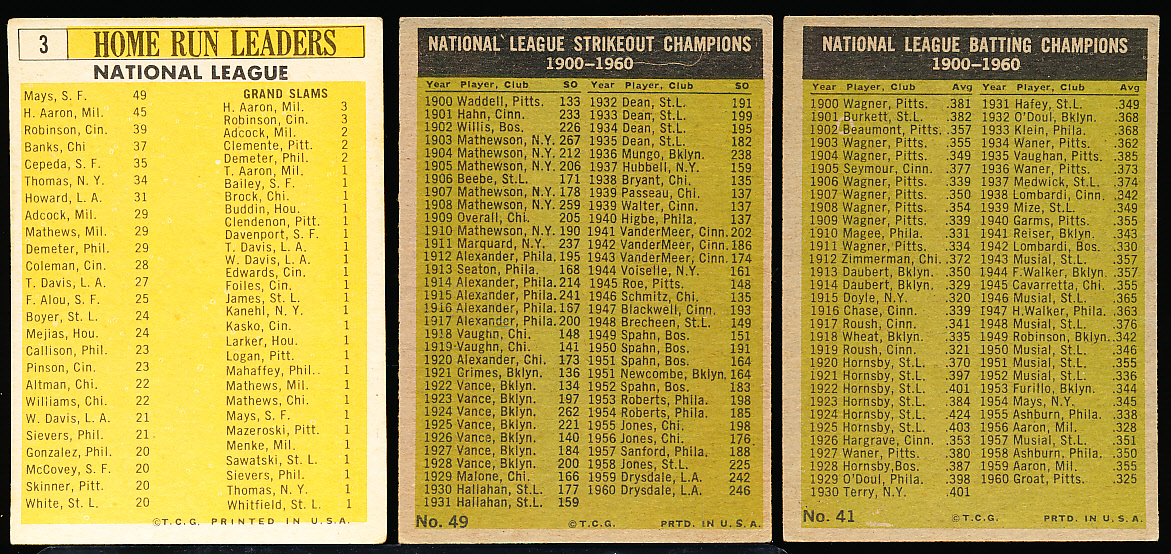 3 HOME RUN LEADERS
NATIONAL LEAGUE
Mays, S. F. 49
H. Aaron, Mil. 45
Robinson, Cin. 39
Banks, Chi 37
Cepeda, S. F. 35
Thomas, N. Y. 34
Howard, L. A. 31
Adcock, Mil. 29
Mathews, Mil. 29
Demeter, Phil. 29
Coleman, Cin. 28
T. Davis, L. A. 27
F. Alou, S. F. 25
Boyer, St. L. 24
Mejias, Hou. 24
Callison, Phil. 23
Pinson, Cin. 23
Altman, Chi. 22
Williams, Chi. 22
W. Davis, L. A. 21
Sievers, Phil. 21
Gonzalez, Phil. 20
McCovey, S. F. 20
Skinner, Pitt. 20
White, St. L. 20
GRAND SLAMS
H. Aaron, Mil. 3
Robinson, Cin. 3
Adcock, Mil. 2
Clemente, Pitt. 2
Demeter, Phil. 2
T. Aaron, Mil. 1
Bailey, S. F. 1
Brock, Chi. 1
Buddin, Hou. 1
Clendenon, Pitt. 1
Davenport, S. F. 1
T. Davis, L. A. 1
W. Davis, L. A. 1
Edwards, Cin. 1
Foiles, Cin. 1
James, St. L. 1
Kanehl, N. Y. 1
Kasko, Cin. 1
Larker, Hou. 1
Logan, Pitt. 1
Mahaffey, Phil.. 1
Mathews, Mil. 1
Mathews, Chi. 1
Mays, S. F. 1
Mazeroski, Pitt. 1
Menke, Mil. 1
Sawatski, St. L. 1
Sievers, Phil. 1
Thomas, N. Y. 1
Whitfield, St. L. 1
©T.C.G. PRINTED IN U.S.A.
NATIONAL LEAGUE STRIKEOUT CHAMPIONS
1900-1960
Year Player, Club SO Year Player, Club SO
1900 Waddell, Pitts. 133 1932 Dean, St.L. 191
1901 Hahn, Cinn. 233 1933 Dean, St.L. 199
1902 Willis, Bos. 226 1934 Dean, St.L. 195
1903 Mathewson, N.Y. 267 1935 Dean, St.L. 182
1904 Mathewson, N.Y. 212 1936 Mungo, Bklyn. 238
1905 Mathewson, N.Y. 206 1937 Hubbell, N.Y. 159
1906 Beebe, St.L. 171 1938 Bryant, Chi. 135
1907 Mathewson, N.Y. 178 1939 Passeau, Chi. 137
1908 Mathewson, N.Y. 259 1939 Walter, Cinn. 137
1909 Overall, Chi. 205 1940 Higbe, Phila. 137
1910 Mathewson, N.Y. 190 1941 VanderMeer, Cinn. 202
1911 Marquard, N.Y. 237 1942 VanderMeer, Cinn. 186
1912 Alexander, Phila. 195 1943 VanderMeer, Cinn. 174
1913 Seaton, Phila. 168 1944 Voiselle, N.Y. 161
1914 Alexander, Phila. 214 1945 Roe, Pitts. 148
1915 Alexander, Phila. 241 1946 Schmitz, Chi. 135
1916 Alexander, Phila. 167 1947 Blackwell, Cinn. 193
1917 Alexander, Phila. 200 1948 Brecheen, St.L. 149
1918 Vaughn, Chi. 148 1949 Spahn, Bos. 151
1919 Vaughn, Chi. 141 1950 Spahn, Bos. 191
1920 Alexander, Chi. 173 1951 Spahn, Bos. 164
1921 Grimes, Bklyn. 136 1951 Newcombe, Bklyn. 164
1922 Vance, Bklyn. 134 1952 Spahn, Bos. 183
1923 Vance, Bklyn. 197 1953 Roberts, Phila. 198
1924 Vance, Bklyn. 262 1954 Roberts, Phila. 185
1925 Vance, Bklyn. 221 1955 Jones, Chi. 198
1926 Vance, Bklyn. 140 1956 Jones, Chi. 176
1927 Vance, Bklyn. 184 1957 Sanford, Phila. 188
1928 Vance, Bklyn. 200 1958 Jones, St.L. 225
1929 Malone, Chi. 166 1959 Drysdale, L.A. 242
1930 Hallahan, St.L. 177 1960 Drysdale, L.A. 246
1931 Hallahan, St.L. 159
No. 49 ©T.C.G. PRTD. IN U.S.A.
NATIONAL LEAGUE BATTING CHAMPIONS
1900-1960
Year Player, Club Avg Year Player, Club Avg
1900 Wagner, Pitts. .381 1931 Hafey, St.L. .349
1901 Burkett, St.L. .382 1932 O'Doul, Bklyn. .368
1902 Beaumont, Pitts. .357 1933 Klein, Phila. .368
1903 Wagner, Pitts. .355 1934 Waner, Pitts. .362
1904 Wagner, Pitts. .349 1935 Vaughan, Pitts. .385
1905 Seymour, Cinn. .377 1936 Waner, Pitts. .373
1906 Wagner, Pitts. .339 1937 Medwick, St.L. .374
1907 Wagner, Pitts. .350 1938 Lombardi, Cinn. .342
1908 Wagner, Pitts. .354 1939 Mize, St.L. .349
1909 Wagner, Pitts. .339 1940 Garms, Pitts. .355
1910 Magee, Phila. .331 1941 Reiser, Bklyn. .343
1911 Wagner, Pitts. .334 1942 Lombardi, Bos. .330
1912 Zimmerman, Chi. .372 1943 Musial, St.L. .357
1913 Daubert, Bklyn. .350 1944 F.Walker, Bklyn. .357
1914 Daubert, Bklyn. .329 1945 Cavarretta, Chi. .355
1915 Doyle, N.Y. .320 1946 Musial, St.L. .365
1916 Chase, Cinn. .339 1947 H.Walker, Phila. .363
1917 Roush, Cinn. .341 1948 Musial, St.L. .376
1918 Wheat, Bklyn. .335 1949 Robinson, Bklyn. .342
1919 Roush, Cinn. .321 1950 Musial, St.L. .346
1920 Hornsby, St.L. .370 1951 Musial, St.L. .355
1921 Hornsby, St.L. .397 1952 Musial, St.L. .336
1922 Hornsby, St.L. .401 1953 Furillo, Bklyn. .344
1923 Hornsby, St.L. .384 1954 Mays, N.Y. .345
1924 Hornsby, St.L. .424 1955 Ashburn, Phila. .338
1925 Hornsby, St.L. .403 1956 Aaron, Mil. .328
1926 Hargrave, Cinn. .353 1957 Musial, St.L. .351
1927 Waner, Pitts. .380 1958 Ashburn, Phila. .350
1928 Hornsby, Bos. .387 1959 Aaron, Mil. .355
1929 O'Doul, Phila. .398 1960 Groat, Pitts. .325
1930 Terry, N.Y. .401
No. 41 ©T.C.G. PRTD. IN U.S.A.